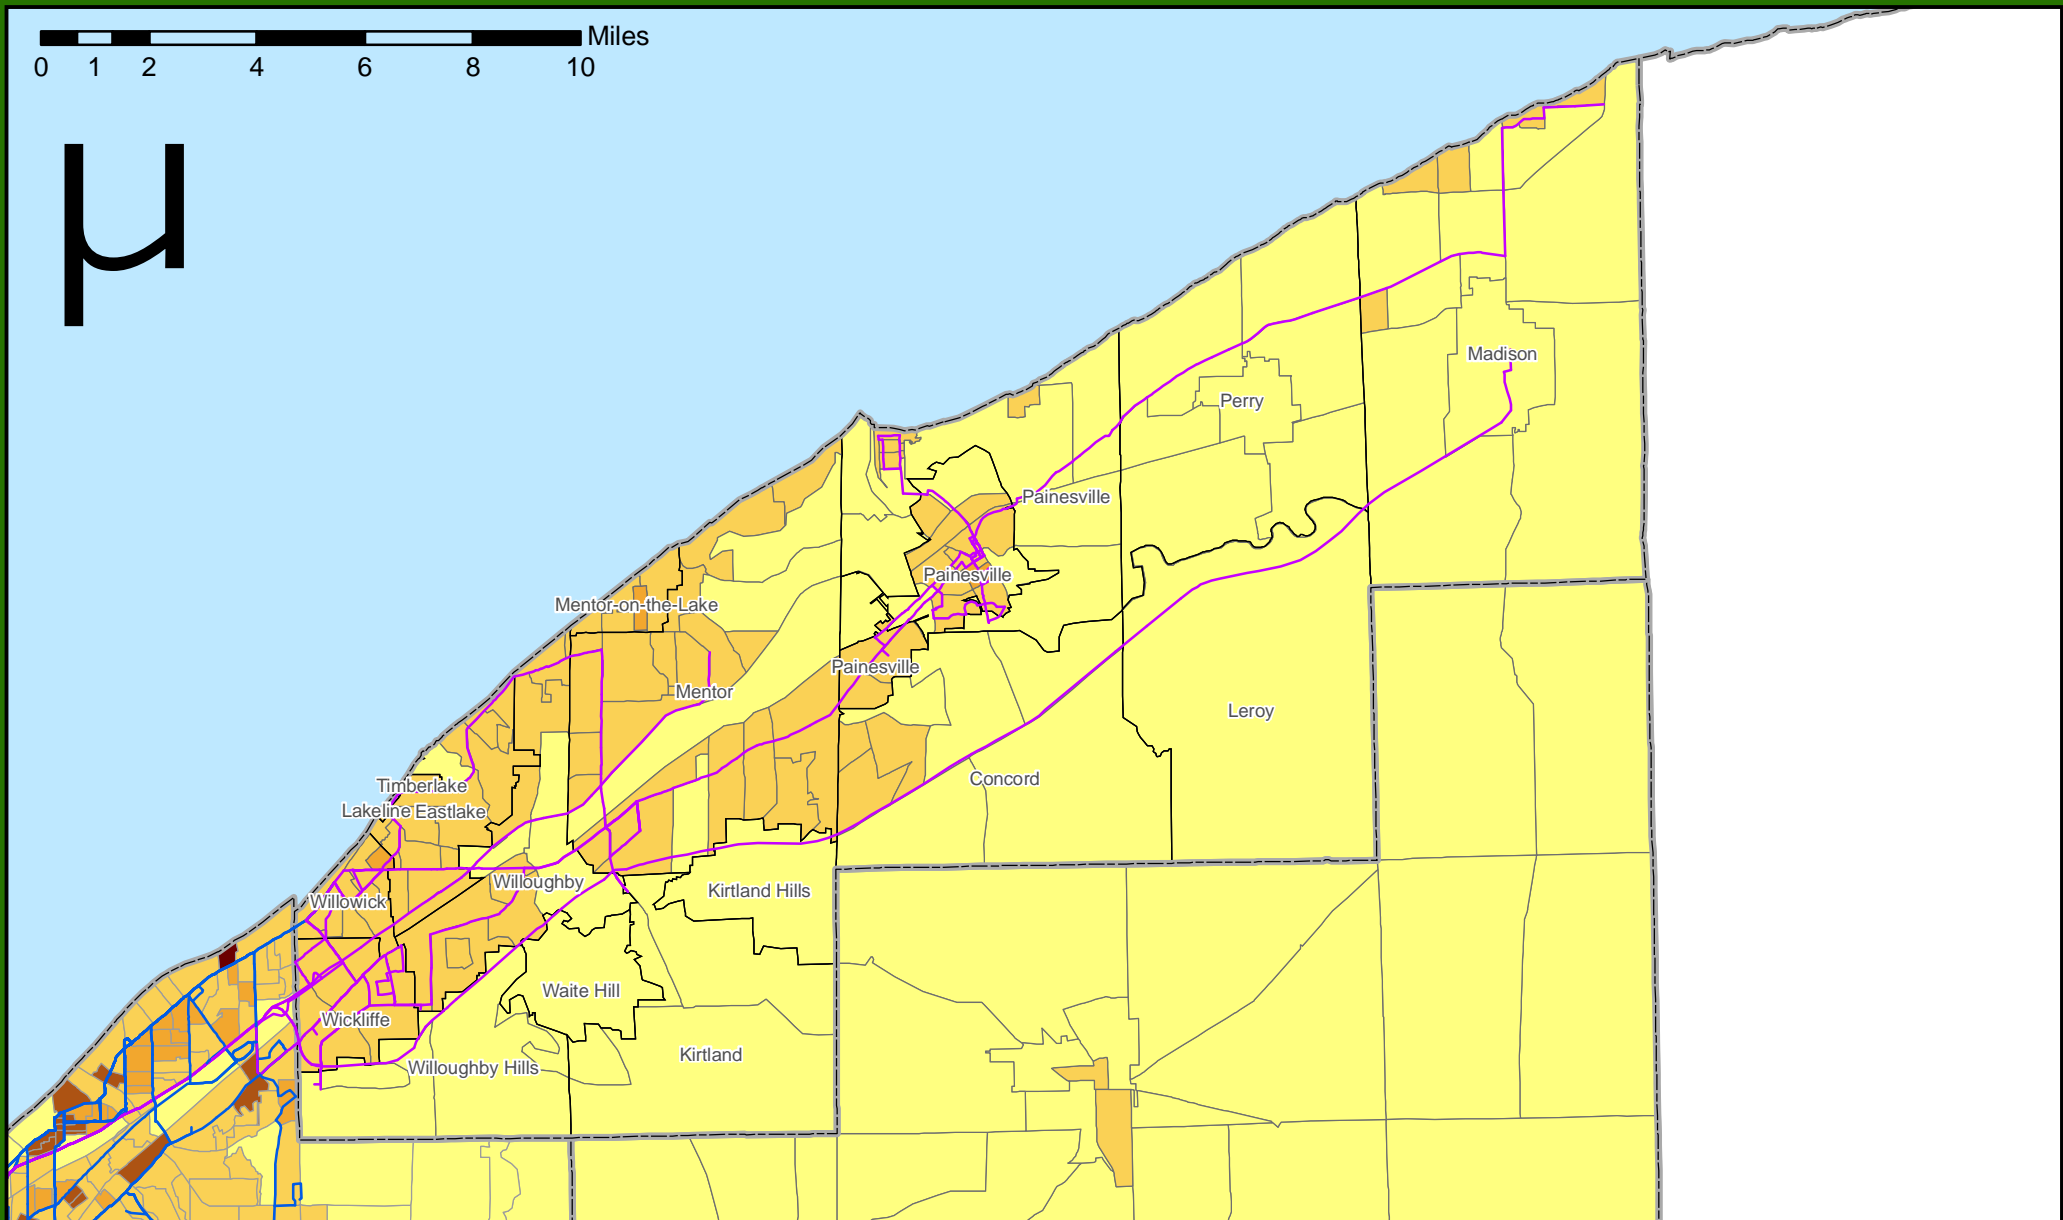 Miles
0 1 2 4 6 8 10
µ
Madison
Perry
Painesville
Painesville
Mentor-on-the-Lake
Painesville
Mentor
Leroy
Concord
Timberlake
Lakeline Eastlake
Willoughby
Kirtland Hills
Willowick
Waite Hill
Wickliffe
Kirtland
Willoughby Hills